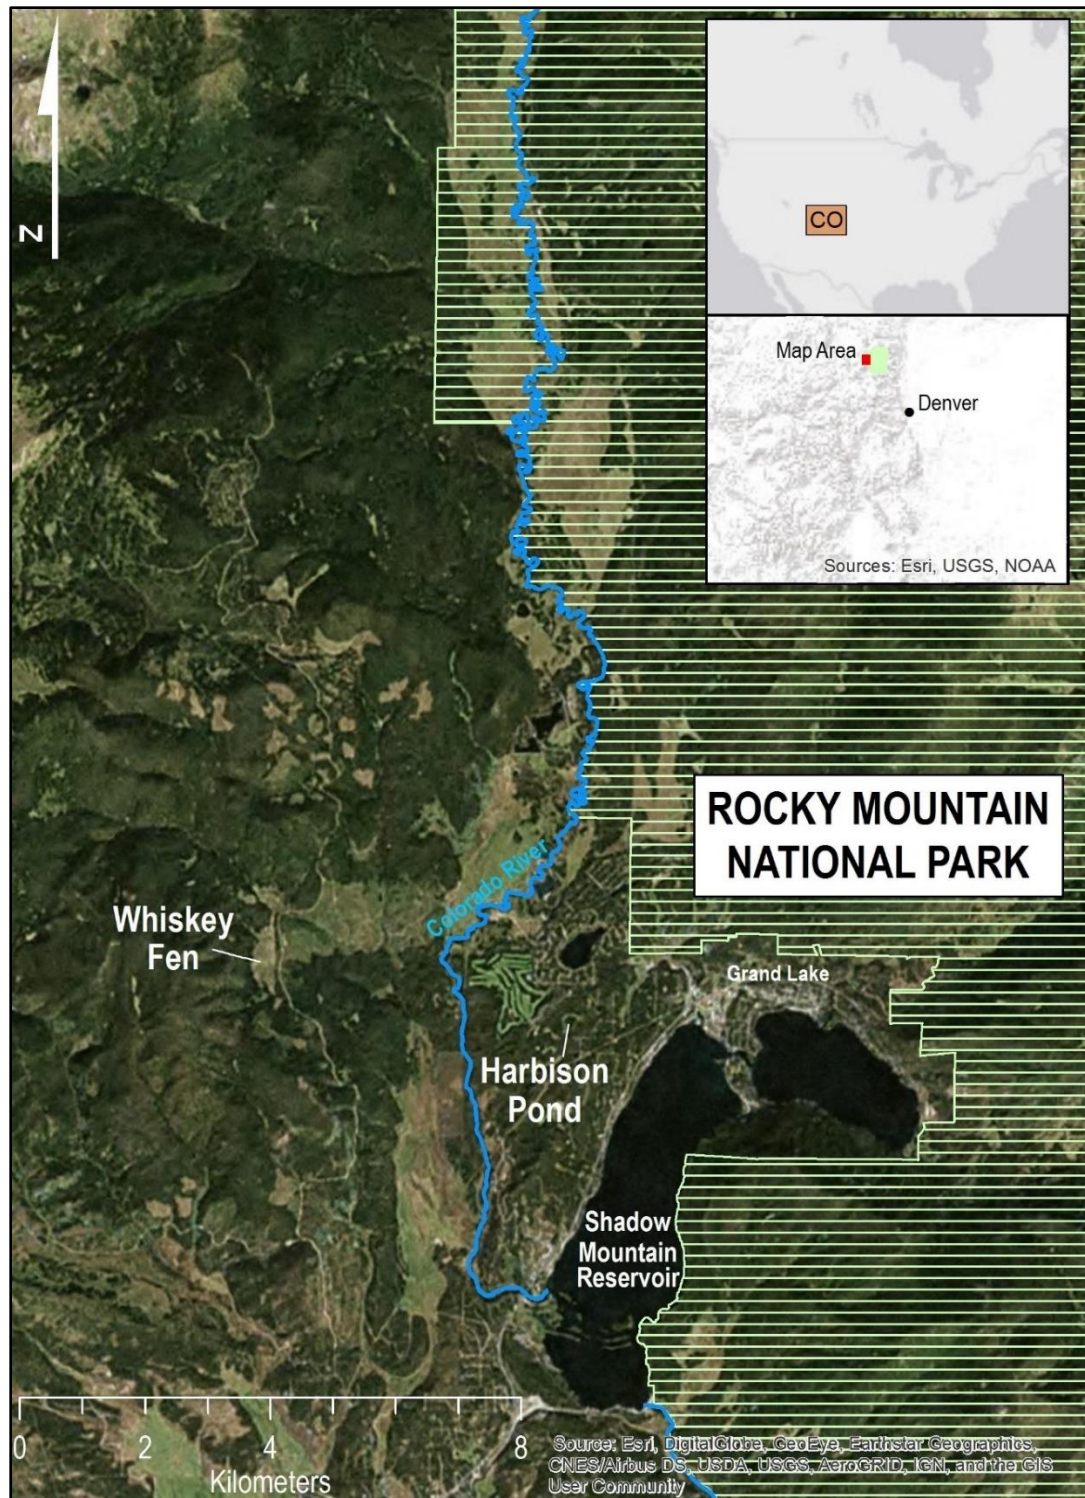 N
CO
Map Area
Denver
Sources: Esri, USGS, NOAA
ROCKY MOUNTAIN
NATIONAL PARK
Colorado River
Whiskey
Fen
Grand Lake
Harbison
Pond
Shadow
Mountain
Reservoir
0 2 4 8
Kilometers
Source: Esri, DigitalGlobe, GeoEye, Earthstar Geographics,
CNES/Airbus DS, USDA, USGS, AeroGRID, IGN, and the GIS
User Community